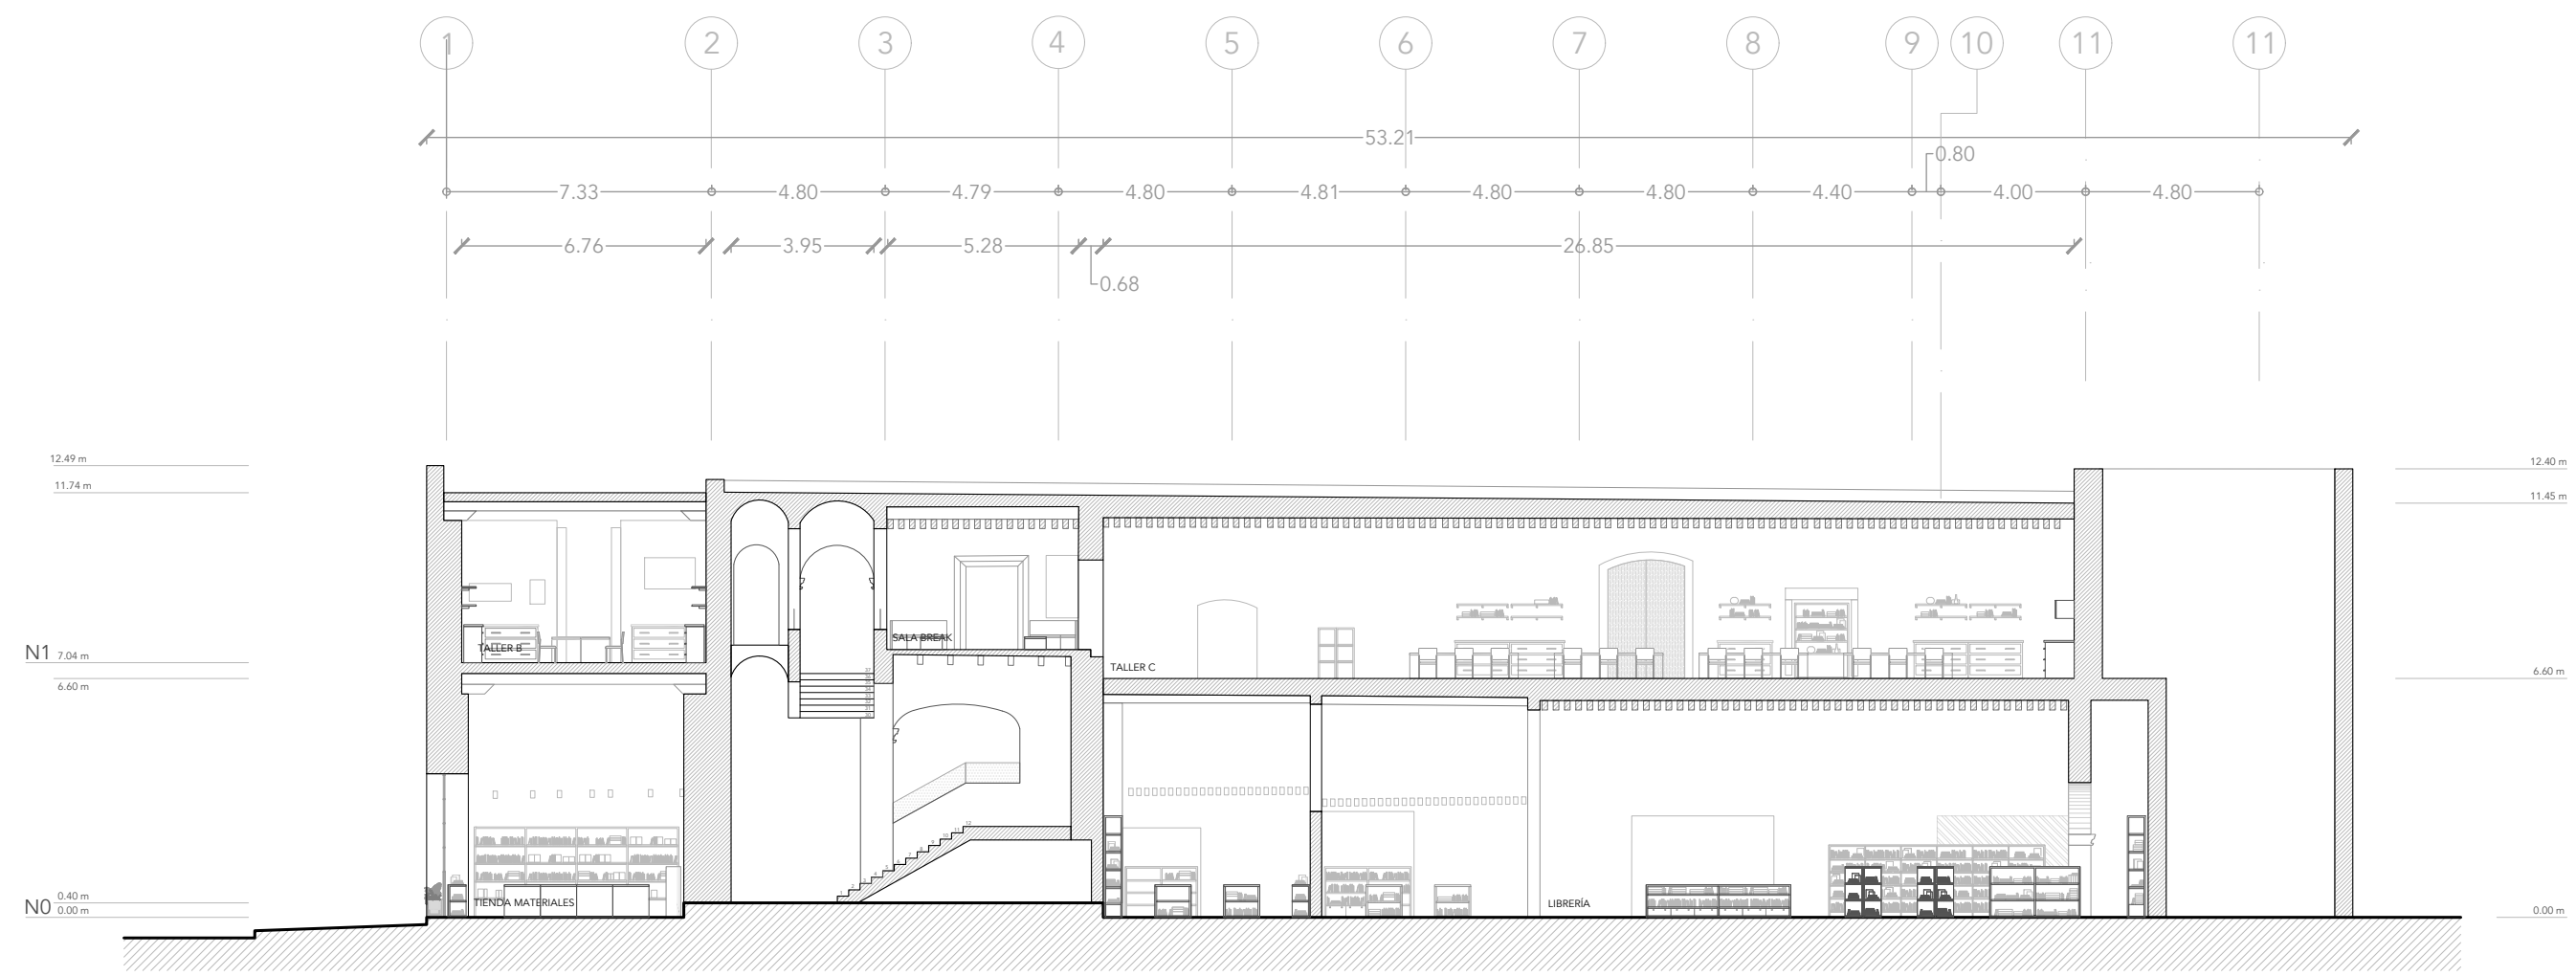 1 2 3 4 5 6 7 8 9 10 11 11
53.21
0.80
7.33 4.80 4.79 4.80 4.81 4.80 4.80 4.40 4.00 4.80
6.76 3.95 5.28 26.85
0.68
12.49 m
12.40 m
11.74 m
11.45 m
SALA BREAK
TALLER B
N1 7.04 m
TALLER C
6.60 m
6.60 m
0.40 m
TIENDA MATERIALES
LIBRERÍA
N0 0.00 m
0.00 m